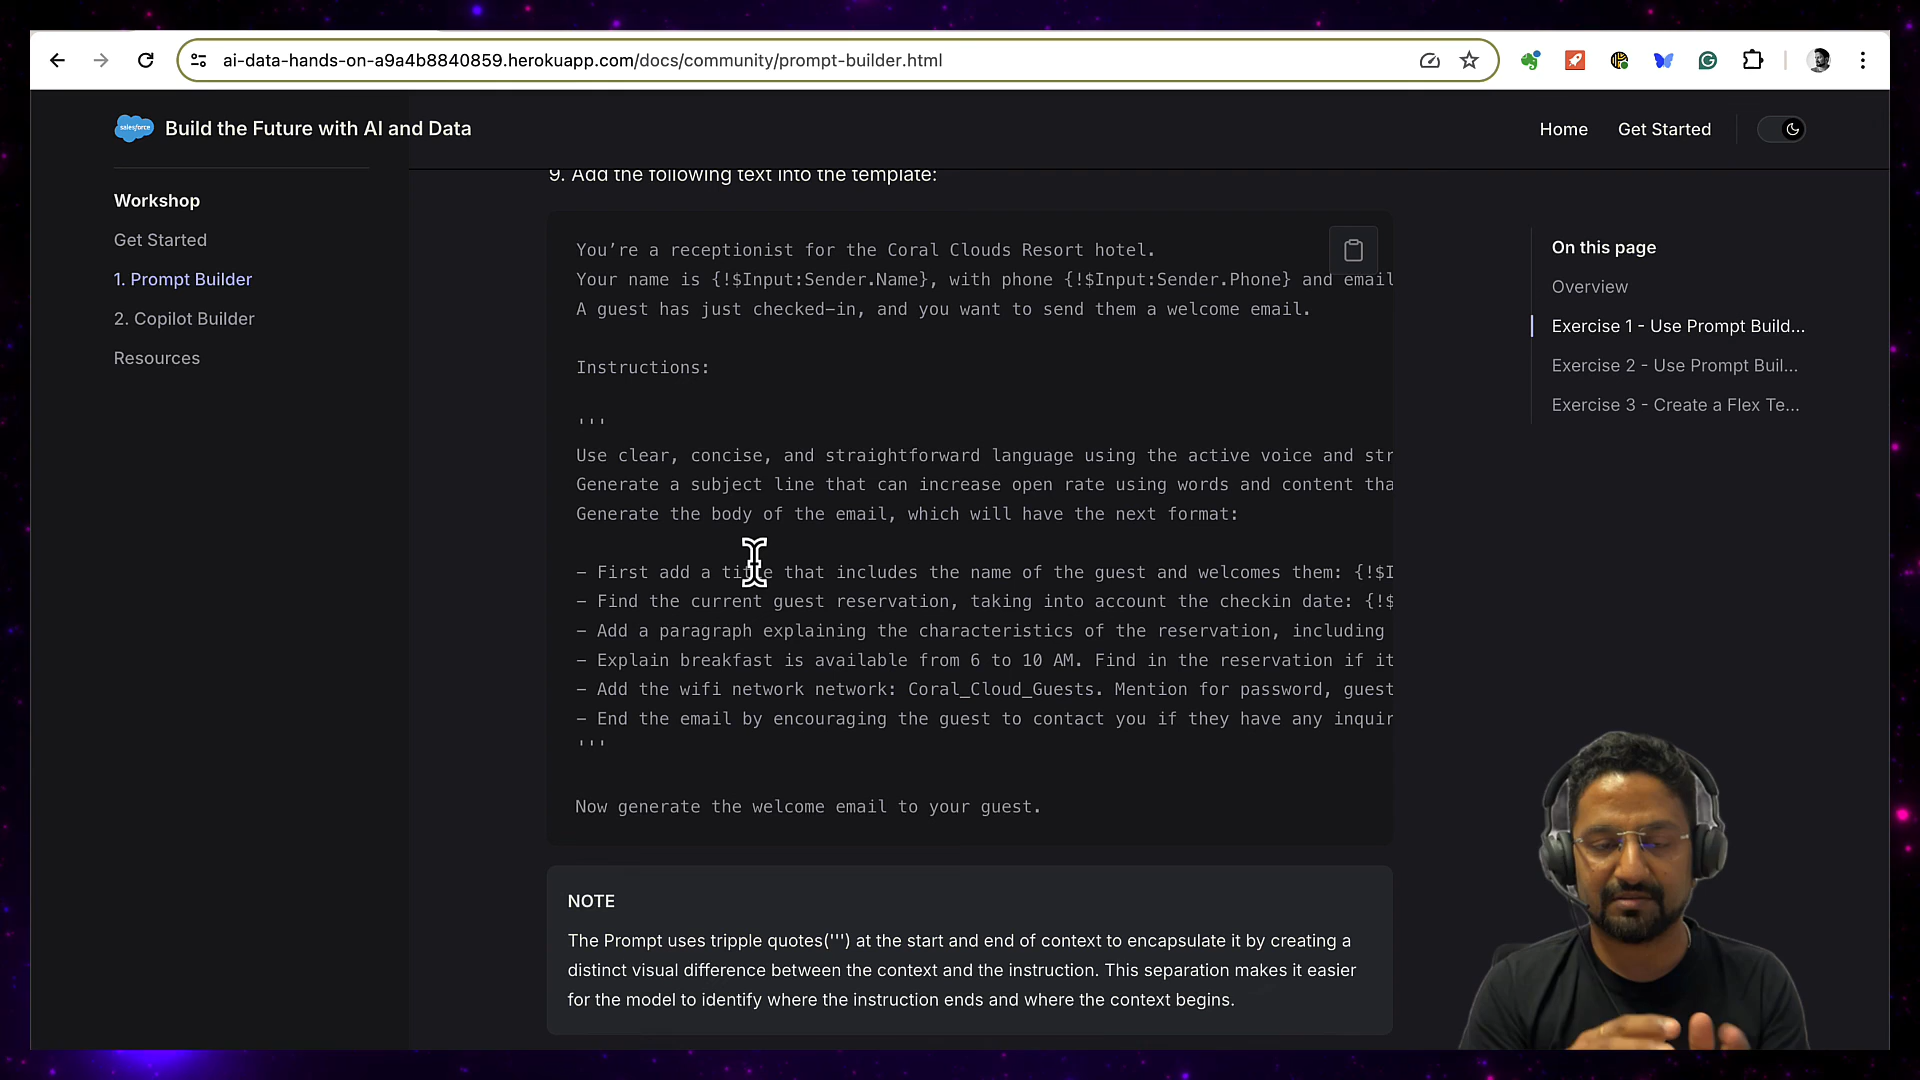 ai-data-hands-on-a9a4b8840859.herokuapp.com/docs/community/prompt-builder.html
salesforce
Build the Future with AI and Data
Home
Get Started
Workshop
Get Started
1. Prompt Builder
2. Copilot Builder
Resources
9. Add the following text into the template:
You’re a receptionist for the Coral Clouds Resort hotel.
Your name is {!$Input:Sender.Name}, with phone {!$Input:Sender.Phone} and email
A guest has just checked-in, and you want to send them a welcome email.
Instructions:
'''
Use clear, concise, and straightforward language using the active voice and str
Generate a subject line that can increase open rate using words and content tha
Generate the body of the email, which will have the next format:
- First add a title that includes the name of the guest and welcomes them: {!$I
- Find the current guest reservation, taking into account the checkin date: {!$
- Add a paragraph explaining the characteristics of the reservation, including
- Explain breakfast is available from 6 to 10 AM. Find in the reservation if it
- Add the wifi network network: Coral_Cloud_Guests. Mention for password, guest
- End the email by encouraging the guest to contact you if they have any inquir
'''
Now generate the welcome email to your guest.
NOTE
The Prompt uses tripple quotes(''') at the start and end of context to encapsulate it by creating a
distinct visual difference between the context and the instruction. This separation makes it easier
for the model to identify where the instruction ends and where the context begins.
On this page
Overview
Exercise 1 - Use Prompt Build...
Exercise 2 - Use Prompt Buil...
Exercise 3 - Create a Flex Te...